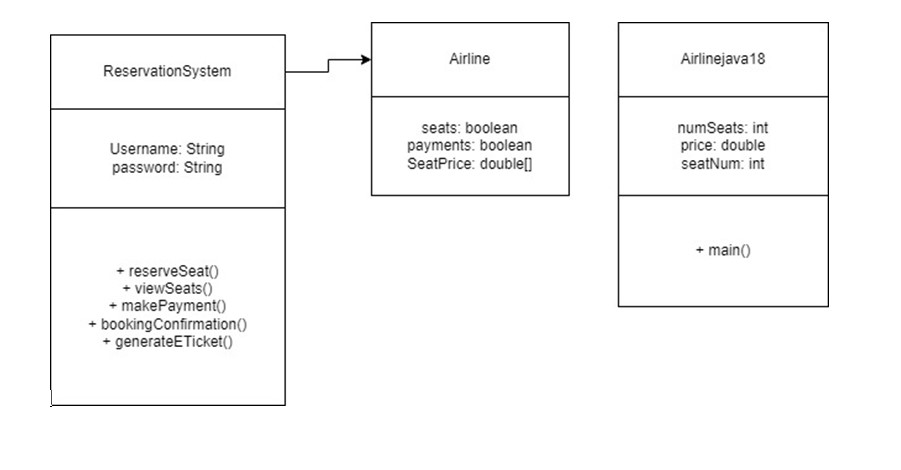 ReservationSystem
Username: String
password: String
+ reserveSeat()
+ viewSeats()
+ makePayment()
+ bookingConfirmation()
+ generateETicket()
Airline
seats: boolean
payments: boolean
SeatPrice: double[]
Airlinejava18
numSeats: int
price: double
seatNum: int
+ main()